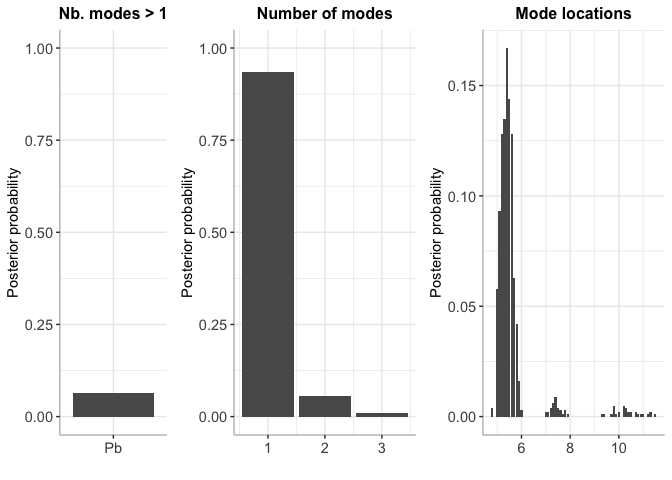 Nb. modes > 1
Number of modes
Mode locations
Posterior probability
1.00
0.75
0.50
0.25
0.00
Pb
Posterior probability
1.00
0.75
0.50
0.25
0.00
1 2 3
Posterior probability
0.15
0.10
0.05
0.00
6 8 10